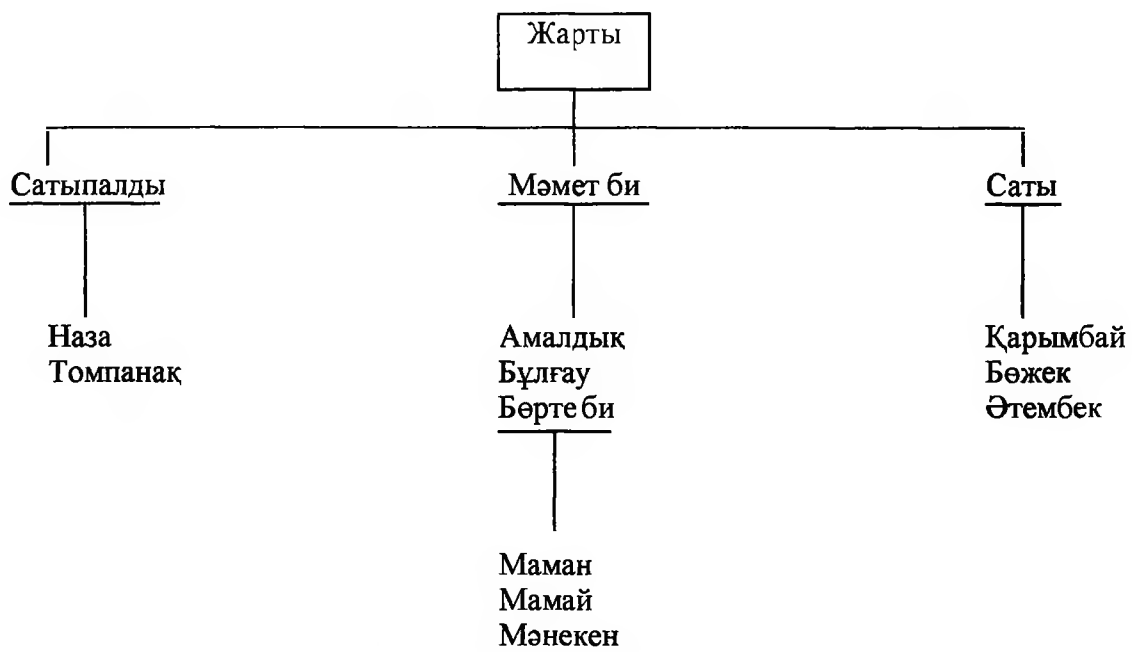 Жарты
Сатыпалды
Мәмет би
Саты
Наза
Томпанақ
Амалдық
Бұлғау
Бөрте би
Қарымбай
Бөжек
Әтембек
Маман
Мамай
Мәнекен